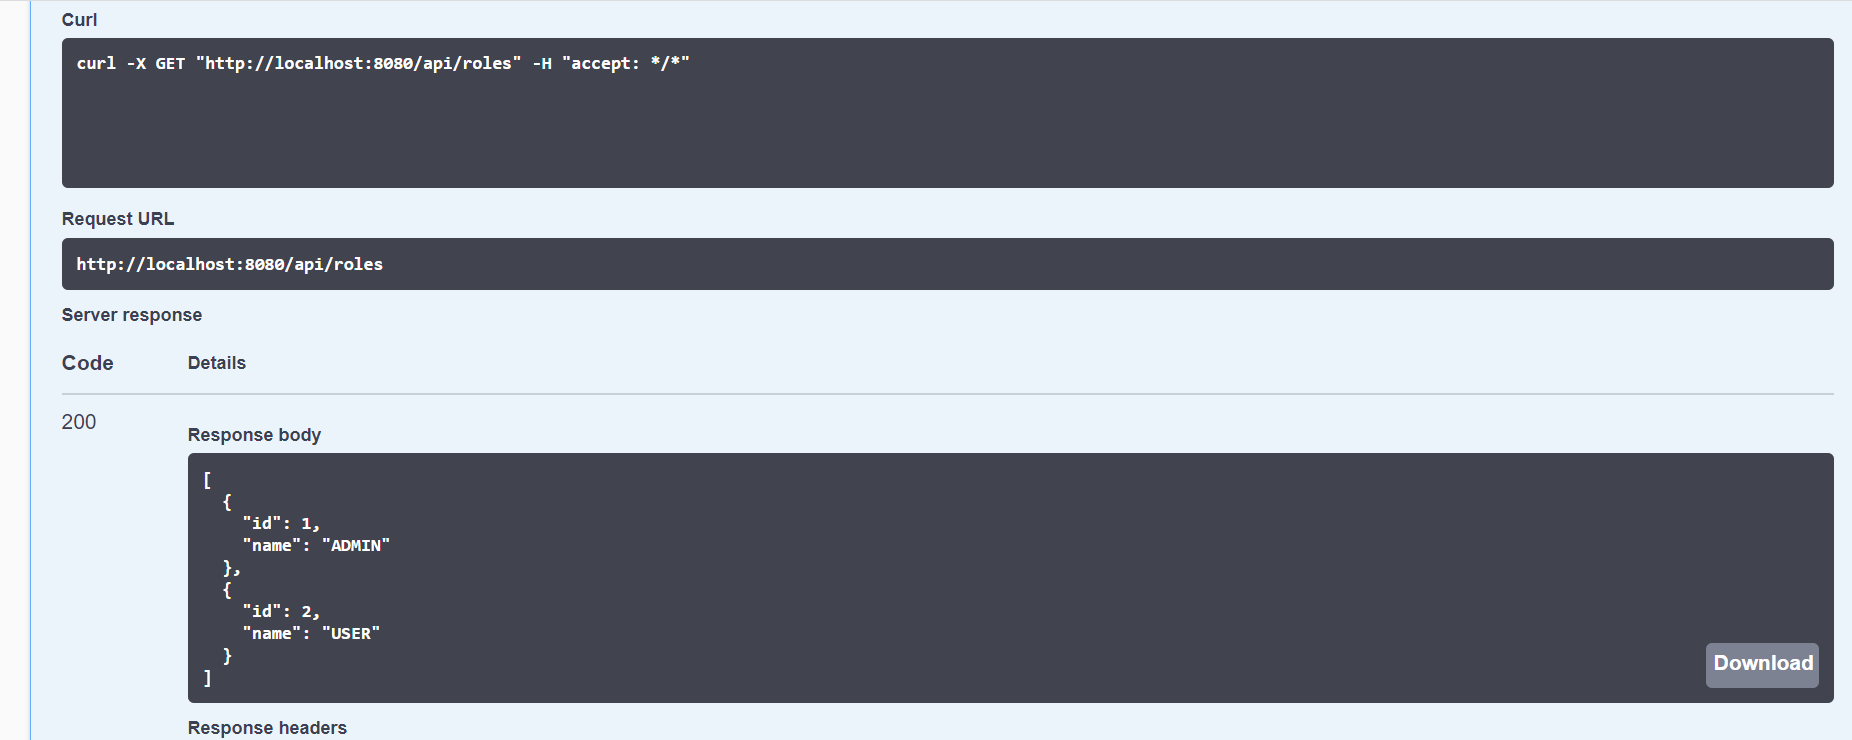 Curl
curl -X GET "http://localhost:8080/api/roles" -H "accept: */*"
Request URL
http://localhost:8080/api/roles
Server response
Code Details
200
Response body
[
  {
    "id": 1,
    "name": "ADMIN"
  },
  {
    "id": 2,
    "name": "USER"
  }
]
Download
Response headers